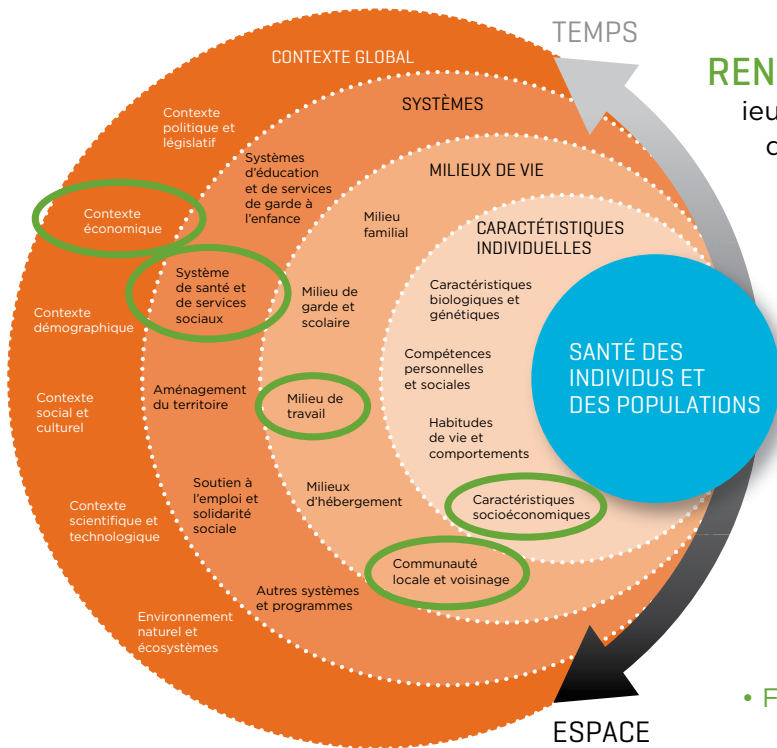 TEMPS
CONTEXTE GLOBAL
REN
ieu
SYSTÈMES
Contexte
politique et
législatif
Systèmes
d'éducation
et de services
de garde à
l'enfance
MILIEUX DE VIE
Contexte
économique
Milieu
familial
CARACTÉTISTIQUES
INDIVIDUELLES
Système
de santé et
de services
sociaux
Milieu de
garde et
scolaire
Caractéristiques
biologiques et
génétiques
Contexte
démographique
Compétences
personnelles
et sociales
SANTÉ DES
INDIVIDUS ET
DES POPULATIONS
Contexte
social et
culturel
Aménagement
du territoire
Milieu de
travail
Habitudes
de vie et
comportements
Contexte
scientifique et
technologique
Soutien à
l'emploi et
solidarité
sociale
Milieux
d'hébergement
Caractéristiques
socioéconomiques
Communauté
locale et voisinage
Autres systèmes
et programmes
Environnement
naturel et
écosystèmes
• F
ESPACE